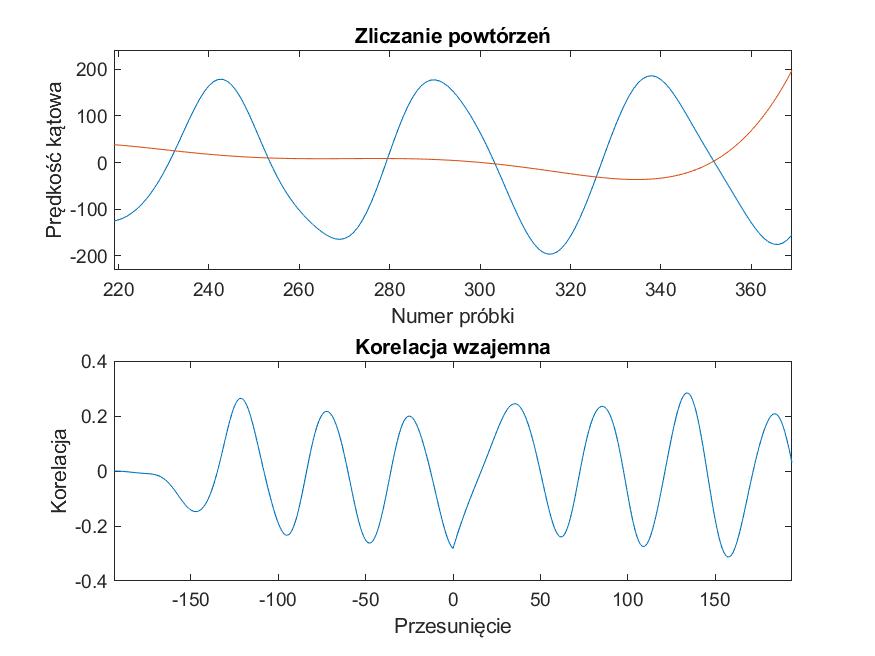 Zliczanie powtórzeń
200
100
0
-100
-200
Prędkość kątowa
220 240 260 280 300 320 340 360
Numer próbki
Korelacja wzajemna
0.4
0.2
0
-0.2
-0.4
Korelacja
-150 -100 -50 0 50 100 150
Przesunięcie